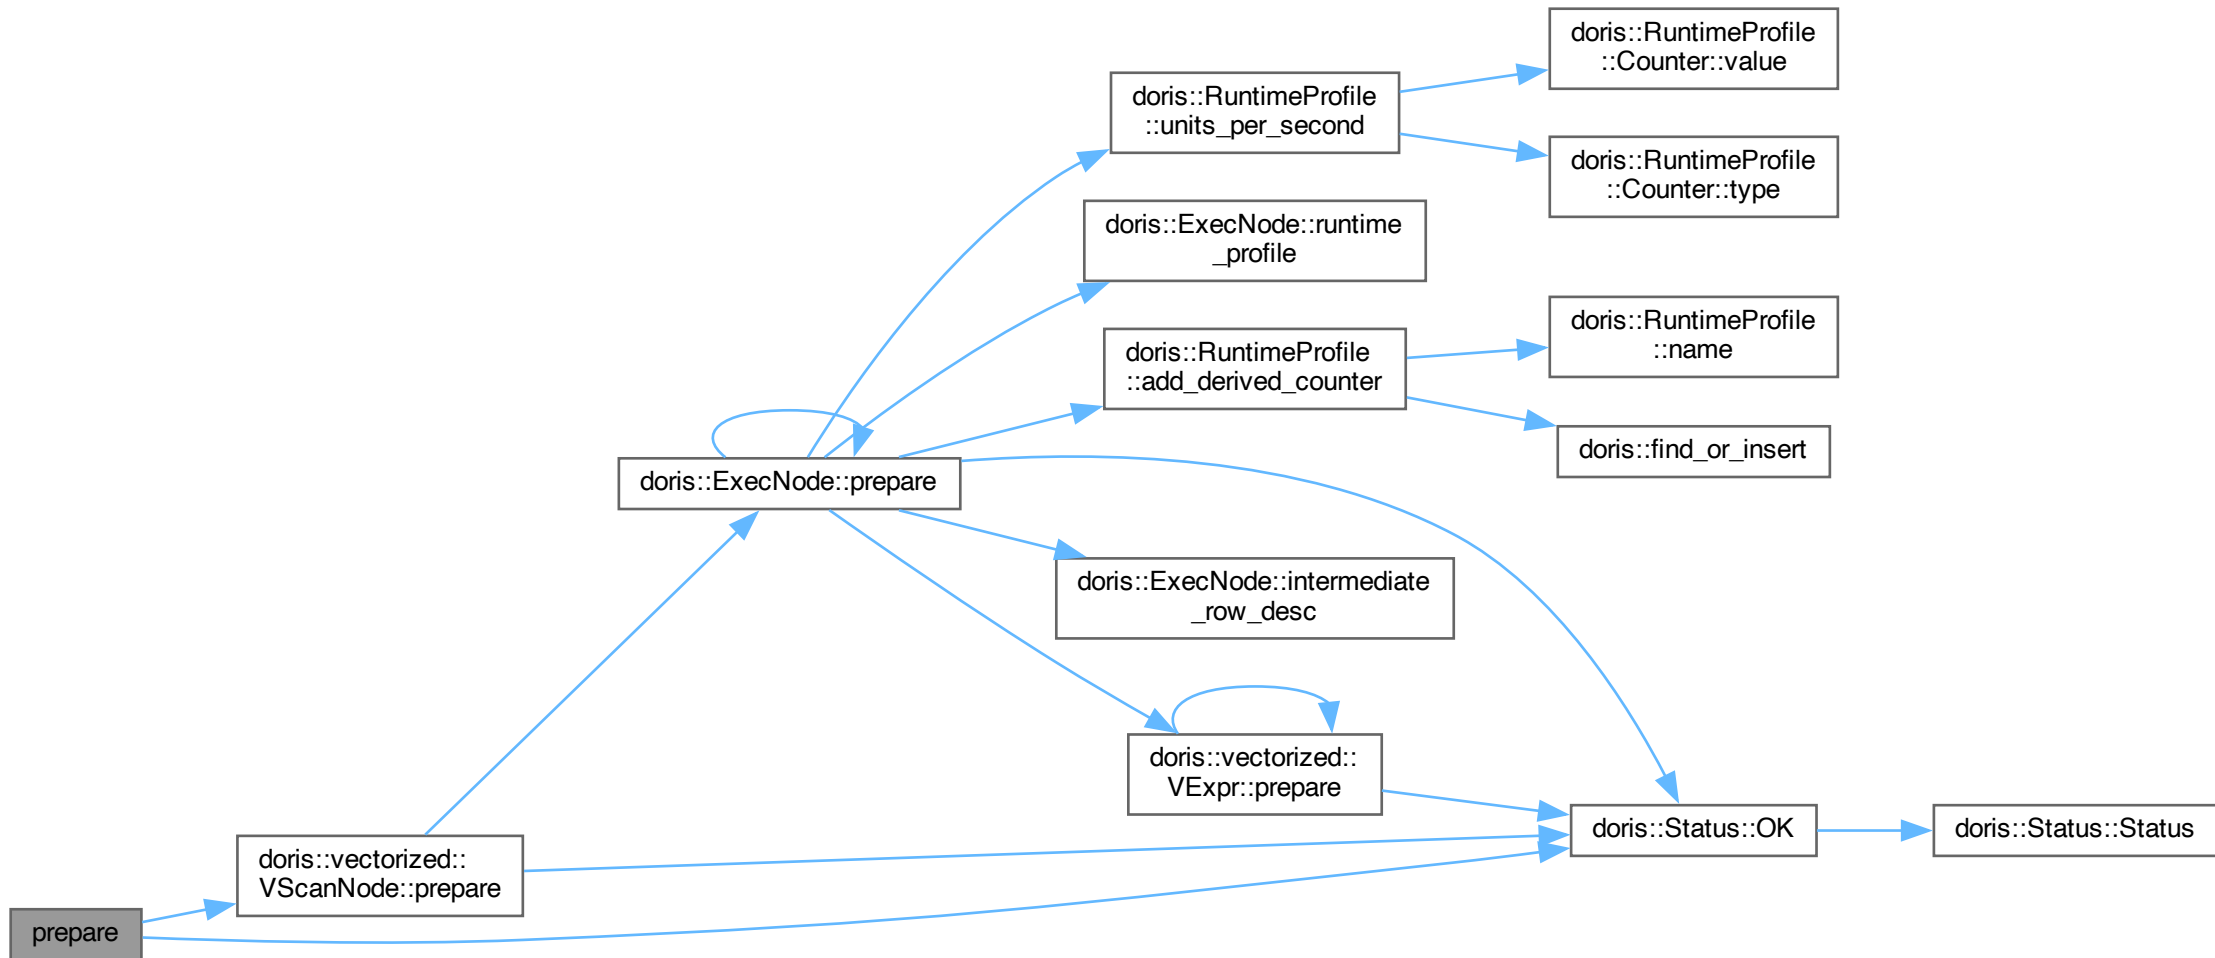 doris::RuntimeProfile
::Counter::value
doris::RuntimeProfile
::units_per_second
doris::RuntimeProfile
::Counter::type
doris::ExecNode::runtime
_profile
doris::RuntimeProfile
::name
doris::RuntimeProfile
::add_derived_counter
doris::find_or_insert
doris::ExecNode::prepare
doris::ExecNode::intermediate
_row_desc
doris::vectorized::
VExpr::prepare
doris::Status::OK
doris::Status::Status
doris::vectorized::
VScanNode::prepare
prepare